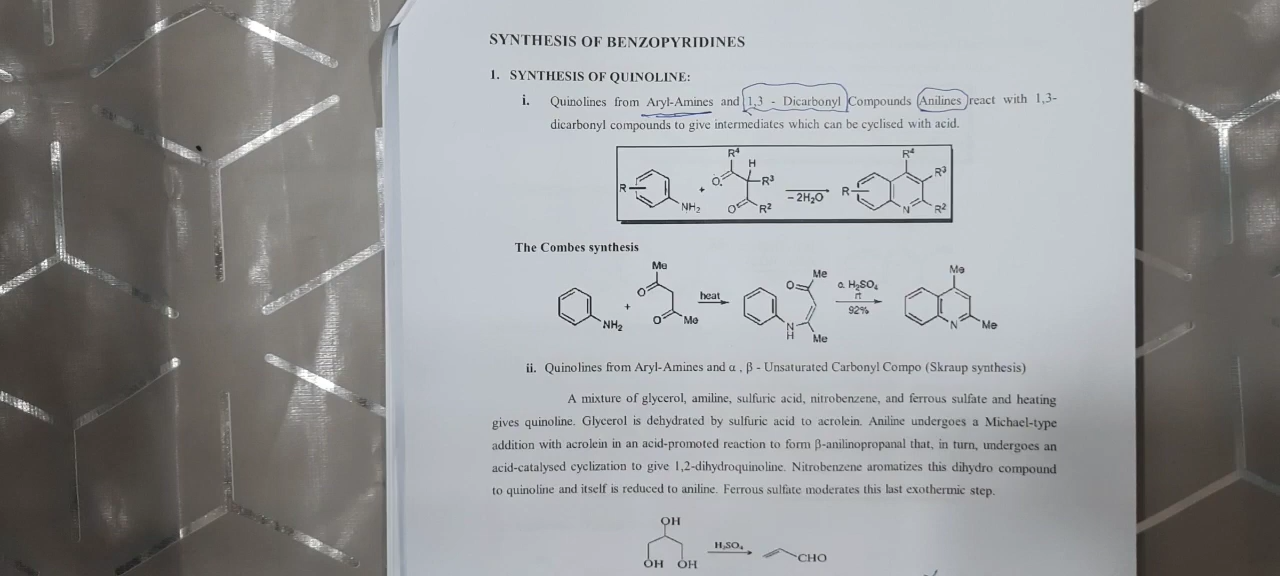 SYNTHESIS OF BENZOPYRIDINES
1. SYNTHESIS OF QUINOLINE:
i. Quinolines from Aryl-Amines and 1,3 - Dicarbonyl Compounds Anilines react with 1,3-
dicarbonyl compounds to give intermediates which can be cyclised with acid.
R⁴ R⁴
H R³
R O R³ R
+ - 2H₂O
NH₂ O R² N R²
The Combes synthesis
Me Me Me
O O c. H₂SO₄
+ heat rt
O Me 92%
NH₂ N N Me
H Me
ii. Quinolines from Aryl-Amines and α , β - Unsaturated Carbonyl Compo (Skraup synthesis)
A mixture of glycerol, amiline, sulfuric acid, nitrobenzene, and ferrous sulfate and heating
gives quinoline. Glycerol is dehydrated by sulfuric acid to acrolein. Aniline undergoes a Michael-type
addition with acrolein in an acid-promoted reaction to form β-anilinopropanal that, in turn, undergoes an
acid-catalysed cyclization to give 1,2-dihydroquinoline. Nitrobenzene aromatizes this dihydro compound
to quinoline and itself is reduced to aniline. Ferrous sulfate moderates this last exothermic step.
OH
H₂SO₄
OH OH CHO